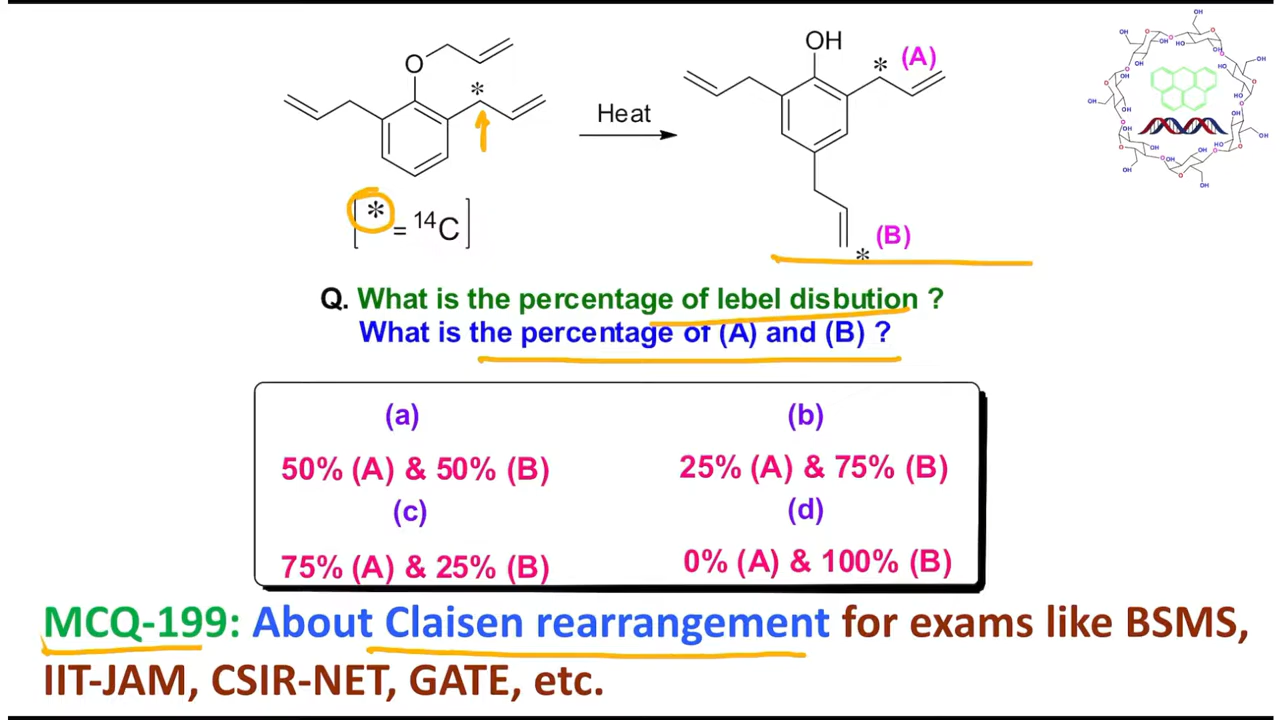 OH
O
*
* (A)
Heat
[* = ¹⁴C]
(B)
*
Q. What is the percentage of lebel disbution ?
What is the percentage of (A) and (B) ?
(a) (b)
50% (A) & 50% (B) 25% (A) & 75% (B)
(c) (d)
75% (A) & 25% (B) 0% (A) & 100% (B)
MCQ-199: About Claisen rearrangement for exams like BSMS,
IIT-JAM, CSIR-NET, GATE, etc.